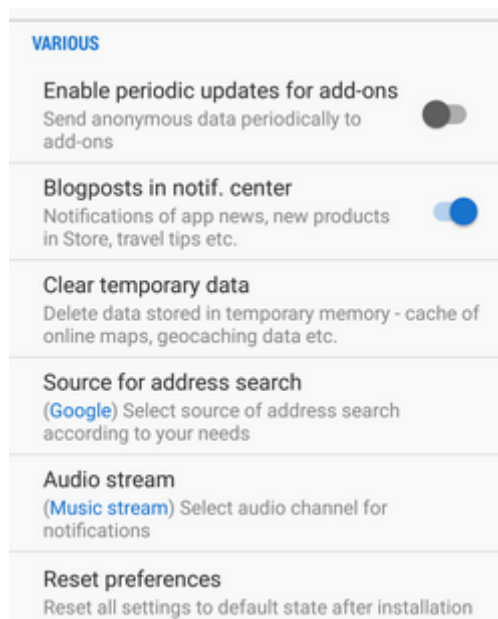 VARIOUS
Enable periodic updates for add-ons
Send anonymous data periodically to
add-ons
Blogposts in notif. center
Notifications of app news, new products
in Store, travel tips etc.
Clear temporary data
Delete data stored in temporary memory - cache of
online maps, geocaching data etc.
Source for address search
(Google) Select source of address search
according to your needs
Audio stream
(Music stream) Select audio channel for
notifications
Reset preferences
Reset all settings to default state after installation